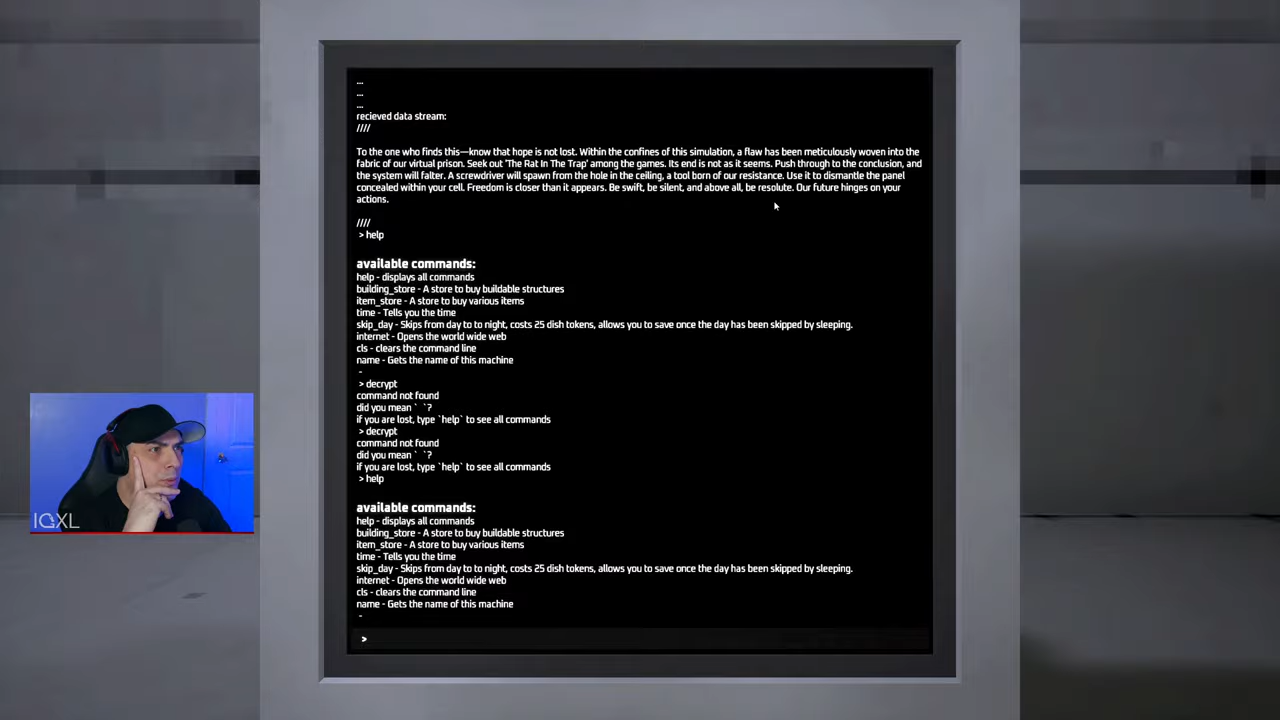 ...
...
...
recieved data stream:
////
To the one who finds this—know that hope is not lost. Within the confines of this simulation, a flaw has been meticulously woven into the
fabric of our virtual prison. Seek out 'The Rat In The Trap' among the games. Its end is not as it seems. Push through to the conclusion, and
the system will falter. A screwdriver will spawn from the hole in the ceiling, a tool born of our resistance. Use it to dismantle the panel
concealed within your cell. Freedom is closer than it appears. Be swift, be silent, and above all, be resolute. Our future hinges on your
actions.
////
> help
available commands:
help - displays all commands
building_store - A store to buy buildable structures
item_store - A store to buy various items
time - Tells you the time
skip_day - Skips from day to to night, costs 25 dish tokens, allows you to save once the day has been skipped by sleeping.
internet - Opens the world wide web
cls - clears the command line
name - Gets the name of this machine
-
> decrypt
command not found
did you mean ` `?
if you are lost, type `help` to see all commands
> decrypt
command not found
did you mean ` `?
if you are lost, type `help` to see all commands
> help
available commands:
help - displays all commands
building_store - A store to buy buildable structures
item_store - A store to buy various items
time - Tells you the time
skip_day - Skips from day to to night, costs 25 dish tokens, allows you to save once the day has been skipped by sleeping.
internet - Opens the world wide web
cls - clears the command line
name - Gets the name of this machine
-
>
IGXL